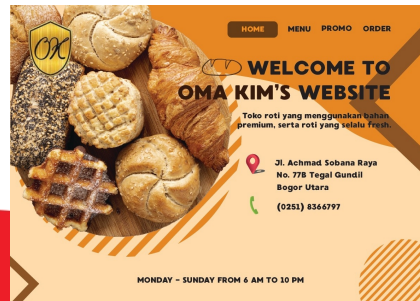 OK
HOME MENU PROMO ORDER
WELCOME TO
OMA KIM'S WEBSITE
Toko roti yang menggunakan bahan
premium, serta roti yang selalu fresh.
Jl. Achmad Sobana Raya
No. 77B Tegal Gundil
Bogor Utara
(0251) 8366797
MONDAY - SUNDAY FROM 6 AM TO 10 PM